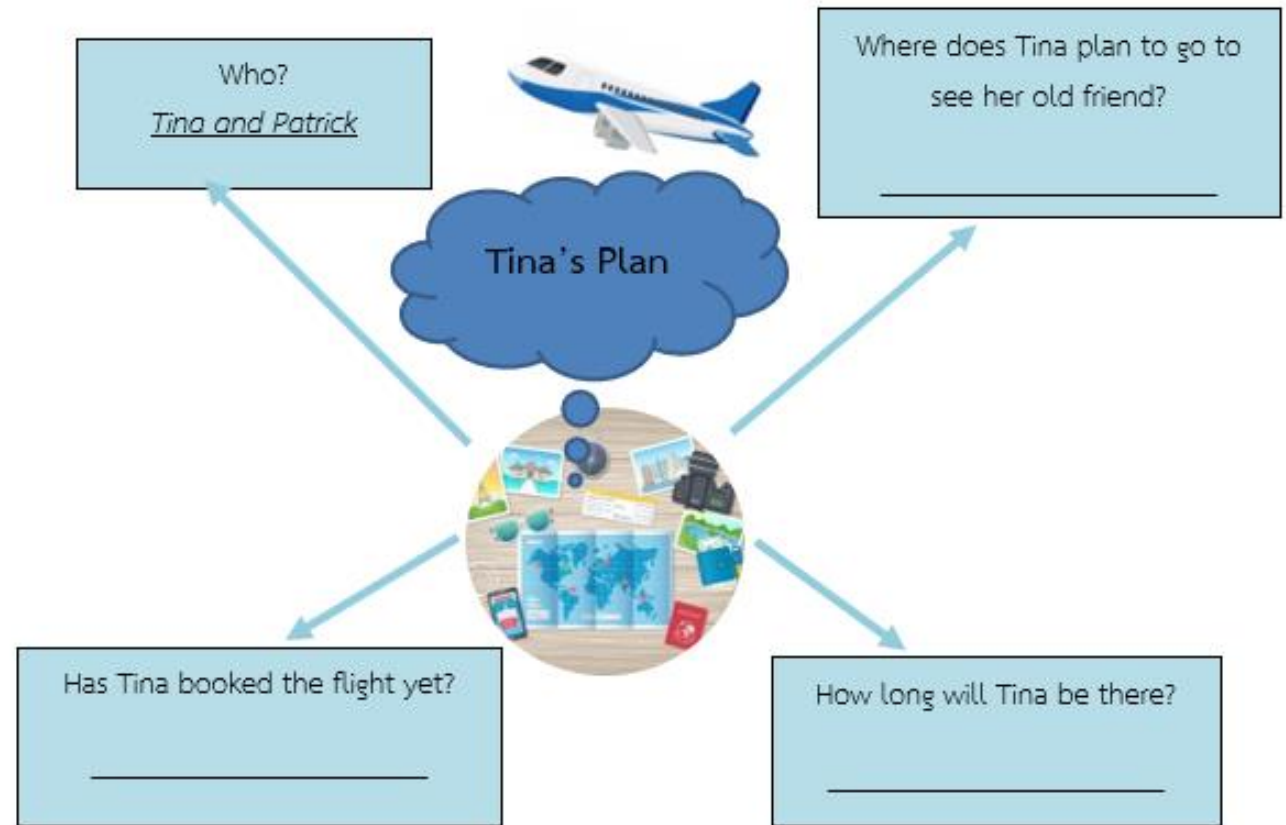 Who?
Tina and Patrick
Where does Tina plan to go to
see her old friend?
Tina's Plan
Has Tina booked the flight yet?
How long will Tina be there?